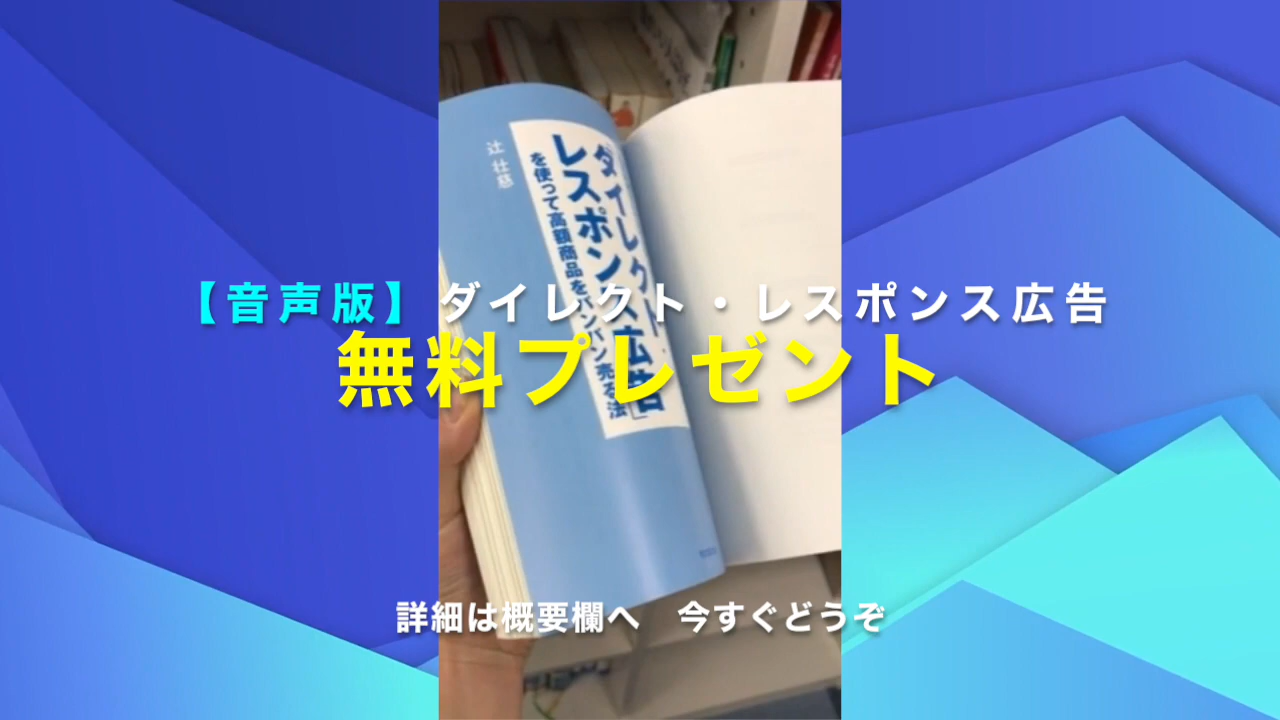 【音声版】ダイレクト・レスポンス広告
無料プレゼント
詳細は概要欄へ 今すぐどうぞ
「ダイレクト・
レスポンス広告」
を使って高額商品をバンバン売る法
辻 壮慈